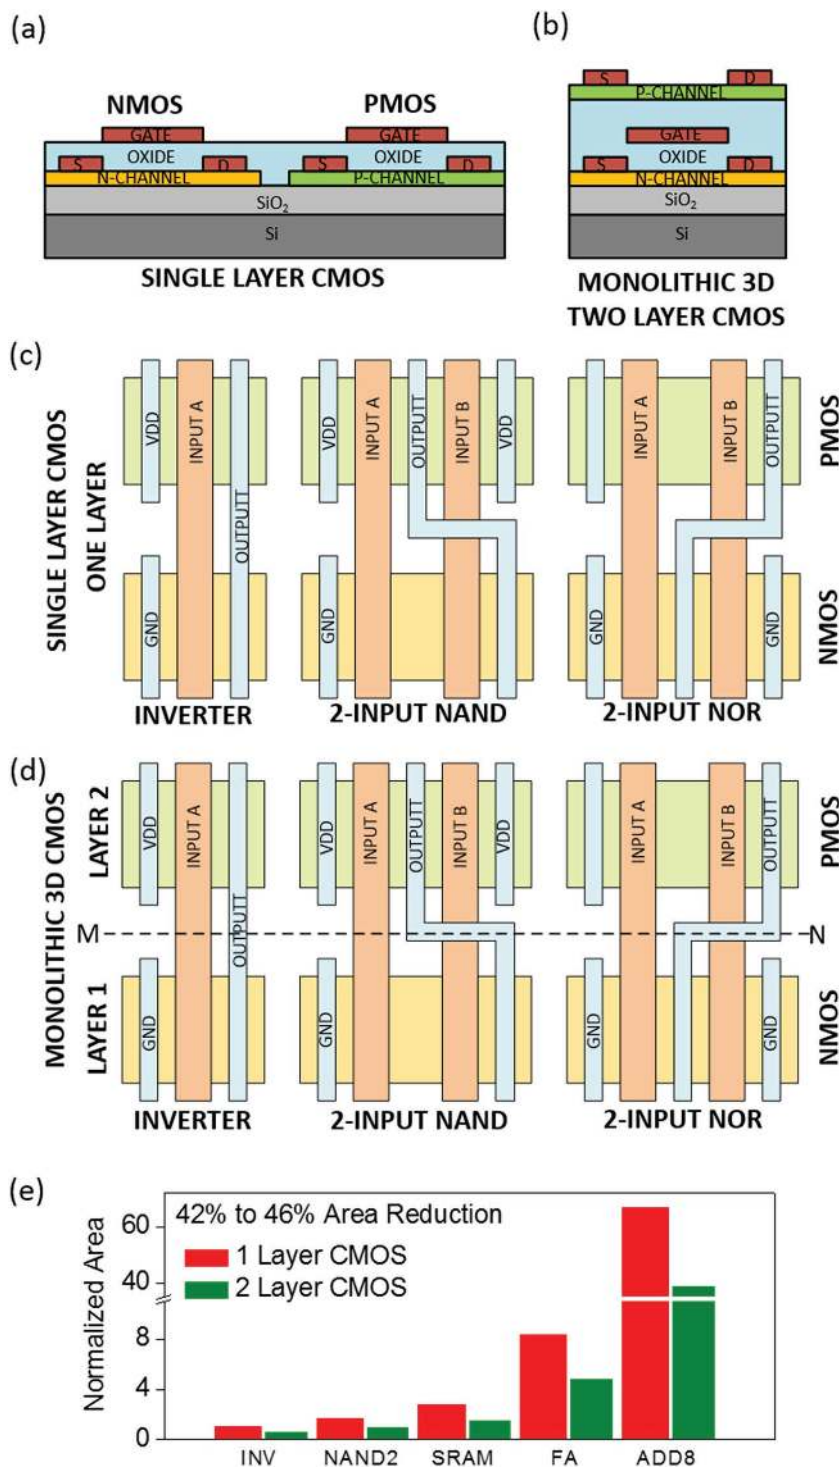 (a)
NMOS
PMOS
GATE
GATE
OXIDE
OXIDE
S
D
S
D
N-CHANNEL
P-CHANNEL
SiO2
Si
SINGLE LAYER CMOS
(b)
S
D
P-CHANNEL
GATE
OXIDE
S
D
N-CHANNEL
SiO2
Si
MONOLITHIC 3D
TWO LAYER CMOS
(c)
SINGLE LAYER CMOS
ONE LAYER
VDD
INPUT A
OUTPUTT
GND
INVERTER
VDD
INPUT A
OUTPUTT
INPUT B
VDD
GND
2-INPUT NAND
INPUT A
INPUT B
OUTPUTT
GND
GND
2-INPUT NOR
PMOS
NMOS
(d)
MONOLITHIC 3D CMOS
LAYER 2
LAYER 1
VDD
INPUT A
OUTPUTT
GND
INVERTER
VDD
INPUT A
OUTPUTT
INPUT B
VDD
GND
2-INPUT NAND
INPUT A
INPUT B
OUTPUTT
GND
GND
2-INPUT NOR
M
N
PMOS
NMOS
(e)
Normalized Area
60
40
8
4
0
42% to 46% Area Reduction
1 Layer CMOS
2 Layer CMOS
INV
NAND2
SRAM
FA
ADD8